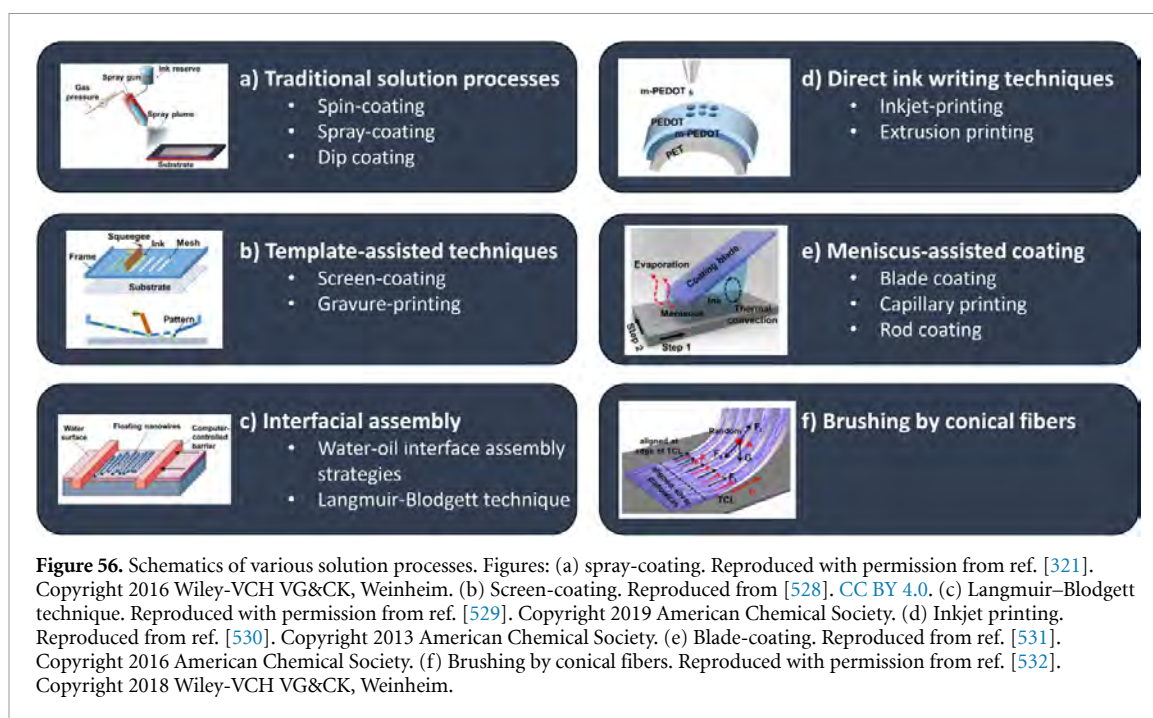 Ink reserve
Spray gun
Gas
pressure
Spray plume
Substrate
a) Traditional solution processes
• Spin-coating
• Spray-coating
• Dip coating
m-PEDOT
PEDOT
m-PEDOT
PET
d) Direct ink writing techniques
• Inkjet-printing
• Extrusion printing
Squeegee
Ink
Mesh
Frame
Substrate
Pattern
b) Template-assisted techniques
• Screen-coating
• Gravure-printing
Evaporation
Coating blade
Ink
Meniscus
Thermal
convection
Step 2
Step 1
e) Meniscus-assisted coating
• Blade coating
• Capillary printing
• Rod coating
Water
surface
Floating nanowires
Computer-
controlled
barrier
c) Interfacial assembly
• Water-oil interface assembly
strategies
• Langmuir-Blodgett technique
Random
aligned at
edge of TCL
TCL
f) Brushing by conical fibers
Figure 56. Schematics of various solution processes. Figures: (a) spray-coating. Reproduced with permission from ref. [321].
Copyright 2016 Wiley-VCH VG&CK, Weinheim. (b) Screen-coating. Reproduced from [528]. CC BY 4.0. (c) Langmuir–Blodgett
technique. Reproduced with permission from ref. [529]. Copyright 2019 American Chemical Society. (d) Inkjet printing.
Reproduced from ref. [530]. Copyright 2013 American Chemical Society. (e) Blade-coating. Reproduced from ref. [531].
Copyright 2016 American Chemical Society. (f) Brushing by conical fibers. Reproduced with permission from ref. [532].
Copyright 2018 Wiley-VCH VG&CK, Weinheim.